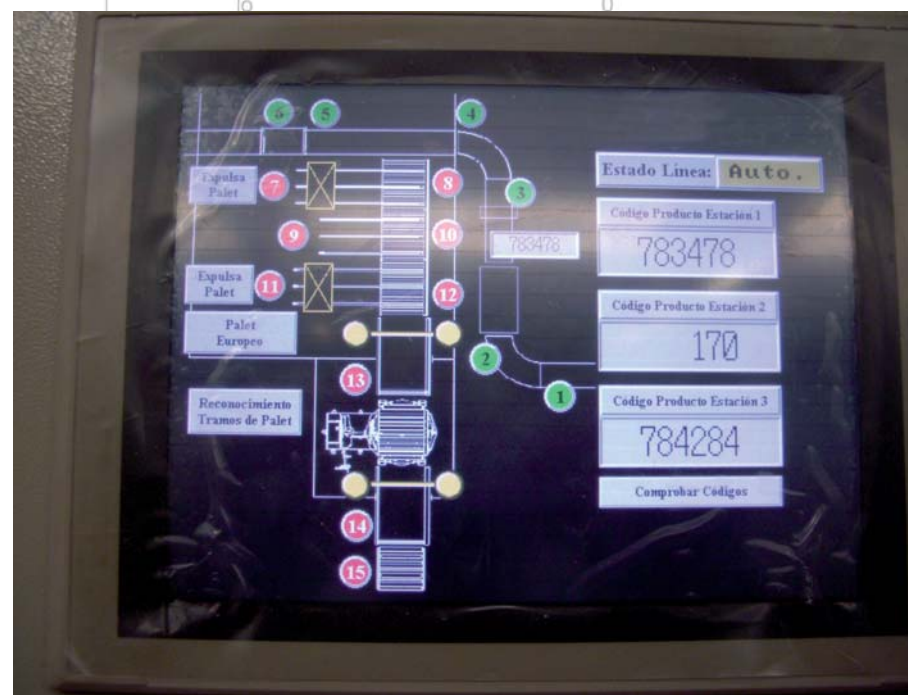 6 5 4
Estado Linea: Auto.
Expulsa
Palet
7 8 3
Código Producto Estación 1
9 10 783478 783478
Expulsa
Palet
11 12
Código Producto Estación 2
Palet
Europeo
170
2
13 1
Código Producto Estación 3
Reconocimiento
Tramos de Palet
784284
Comprobar Códigos
14
15